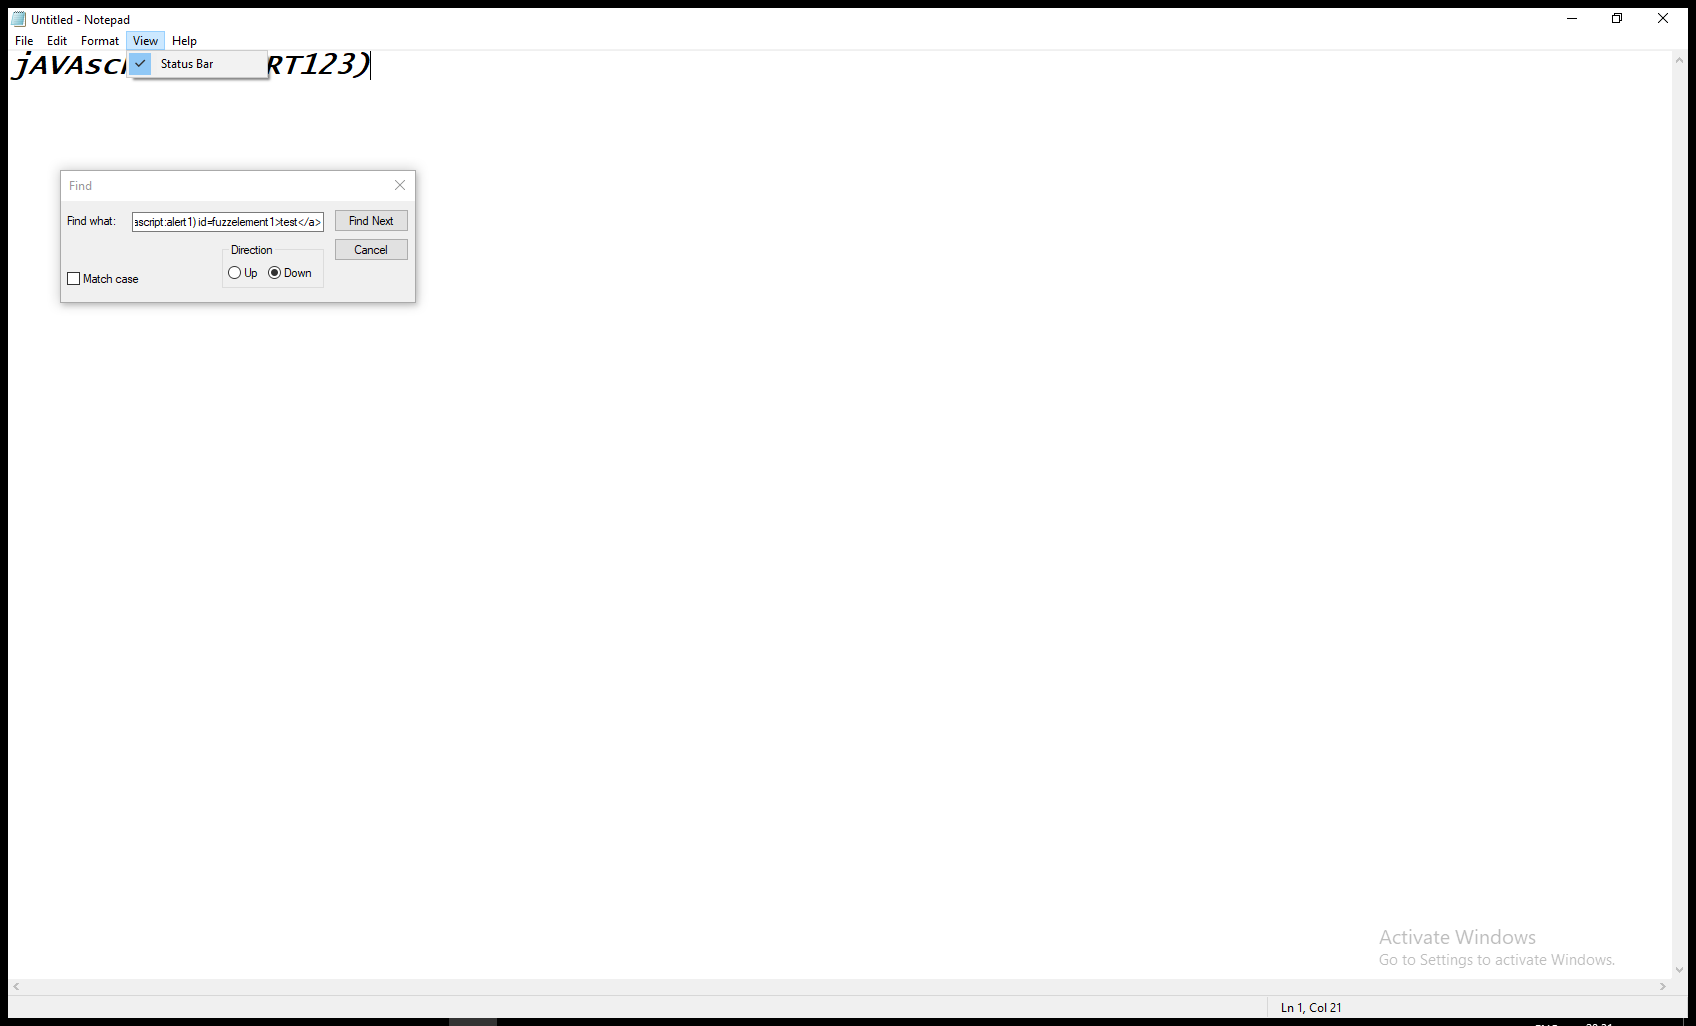 Untitled - Notepad
File Edit Format View Help
Status Bar
RT123)
Find
Find what: ascript:alert1) id=fuzzelement1>test</a> Find Next
Direction Cancel
Up Down
Match case
Activate Windows
Go to Settings to activate Windows.
Ln 1, Col 21